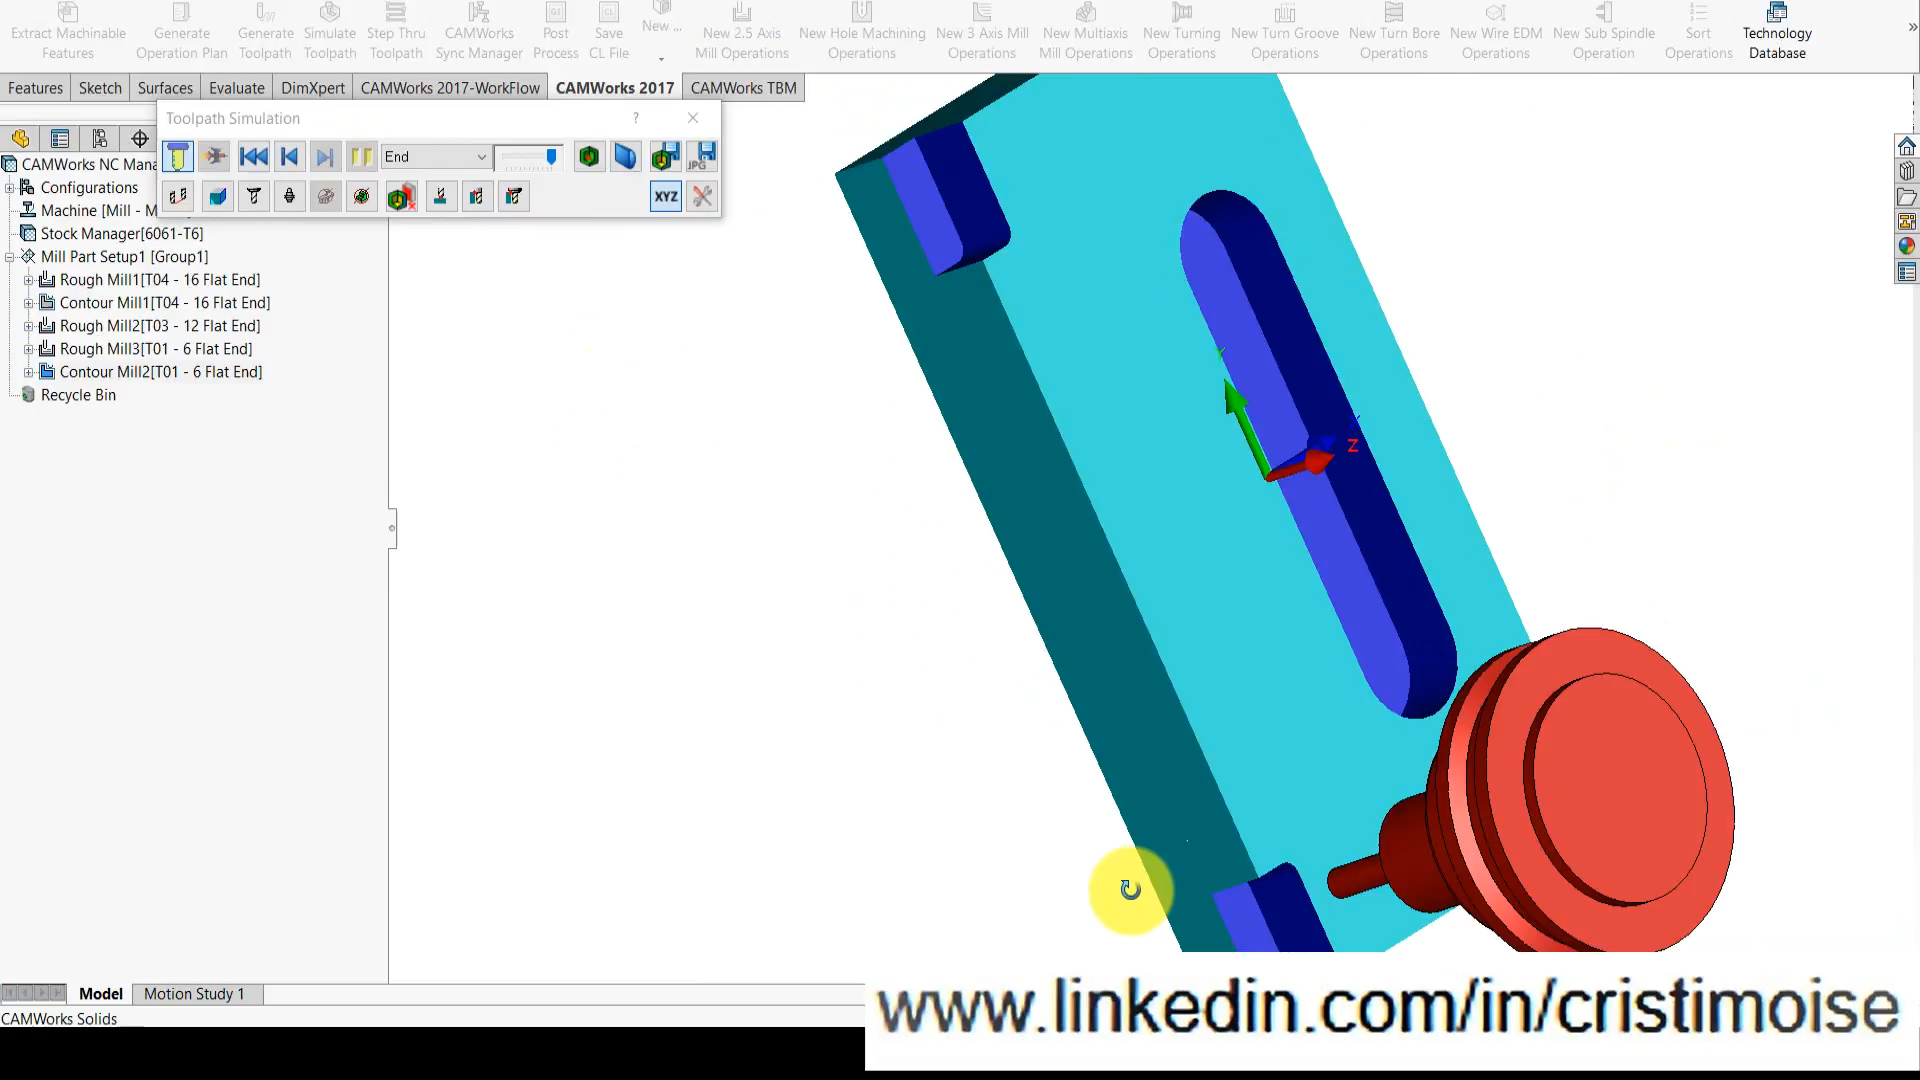 Extract Machinable Features
Generate Operation Plan
Generate Toolpath
Simulate Toolpath
Step Thru Toolpath
CAMWorks Sync Manager
Post Process
Save CL File
New ...
New 2.5 Axis Mill Operations
New Hole Machining Operations
New 3 Axis Mill Operations
New Multiaxis Mill Operations
New Turning Operations
New Turn Groove Operations
New Turn Bore Operations
New Wire EDM Operations
New Sub Spindle Operation
Sort Operations
Technology Database
Features
Sketch
Surfaces
Evaluate
DimXpert
CAMWorks 2017-WorkFlow
CAMWorks 2017
CAMWorks TBM
Toolpath Simulation
?
End
JPG
XYZ
CAMWorks NC Mana
Configurations
Machine [Mill - M
Stock Manager[6061-T6]
Mill Part Setup1 [Group1]
Rough Mill1[T04 - 16 Flat End]
Contour Mill1[T04 - 16 Flat End]
Rough Mill2[T03 - 12 Flat End]
Rough Mill3[T01 - 6 Flat End]
Contour Mill2[T01 - 6 Flat End]
Recycle Bin
Z
Model
Motion Study 1
CAMWorks Solids
www.linkedin.com/in/cristimoise